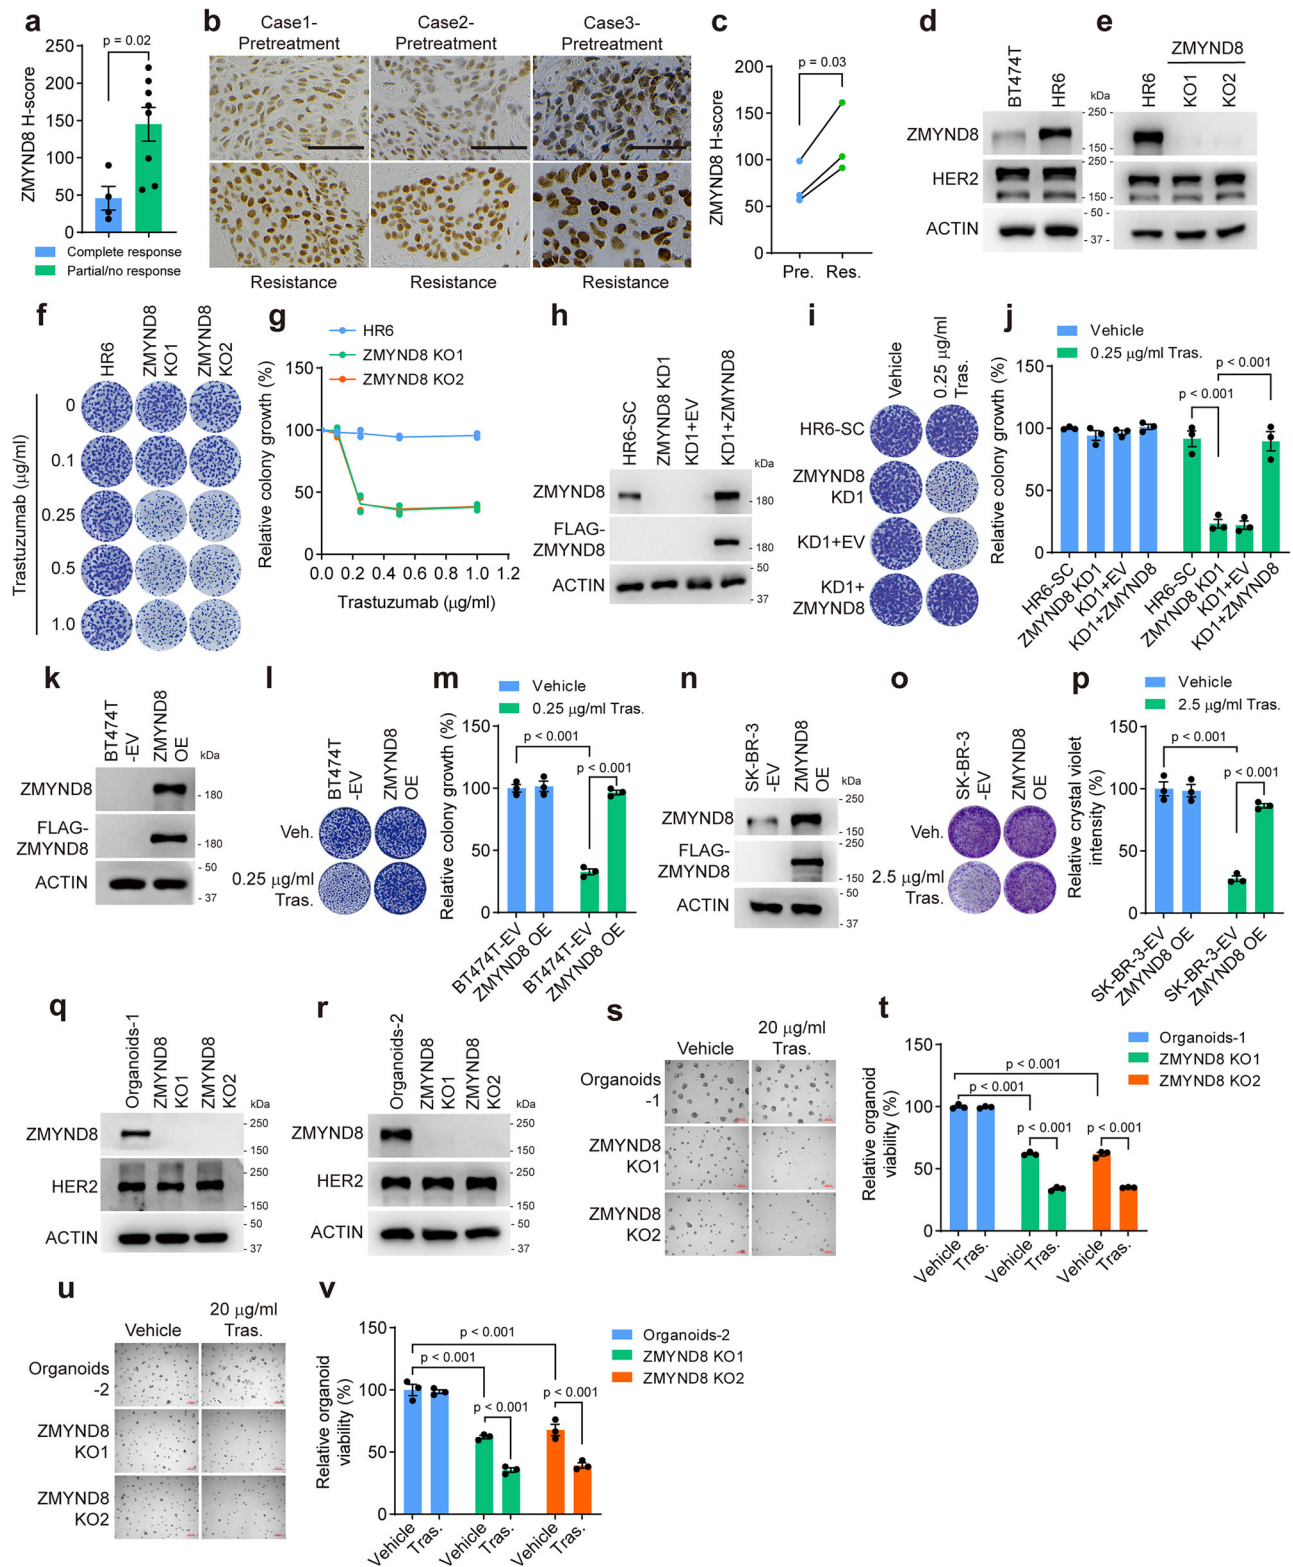 a
p = 0.02
250
200
150
100
50
0
ZMYND8 H-score
Complete response
Partial/no response
b
Case1-
Pretreatment
Case2-
Pretreatment
Case3-
Pretreatment
Resistance
Resistance
Resistance
c
p = 0.03
200
150
100
50
0
ZMYND8 H-score
Pre.
Res.
d
BT474T
HR6
kDa
ZMYND8
HER2
ACTIN
250
150
250
150
50
37
e
ZMYND8
HR6
KO1
KO2
f
HR6
ZMYND8
KO1
ZMYND8
KO2
Trastuzumab (μg/ml)
0
0.1
0.25
0.5
1.0
g
HR6
ZMYND8 KO1
ZMYND8 KO2
150
100
50
0
Relative colony growth (%)
0.0 0.2 0.4 0.6 0.8 1.0 1.2
Trastuzumab (μg/ml)
h
HR6-SC
ZMYND8 KD1
KD1+EV
KD1+ZMYND8
kDa
ZMYND8
- 180
FLAG-
ZMYND8
- 180
ACTIN
50
37
i
Vehicle
0.25 μg/ml
Tras.
HR6-SC
ZMYND8
KD1
KD1+EV
KD1+
ZMYND8
j
Vehicle
0.25 μg/ml Tras.
p < 0.001
p < 0.001
150
100
50
0
Relative colony growth (%)
HR6-SC
ZMYND8 KD1
KD1+EV
KD1+ZMYND8
HR6-SC
ZMYND8 KD1
KD1+EV
KD1+ZMYND8
k
BT474T
-EV
ZMYND8
OE
kDa
ZMYND8
- 180
FLAG-
ZMYND8
- 180
ACTIN
- 50
- 37
l
BT474T
-EV
ZMYND8
OE
Veh.
0.25 μg/ml
Tras.
m
Vehicle
0.25 μg/ml Tras.
p < 0.001
p < 0.001
150
100
50
0
Relative colony growth (%)
BT474T-EV
ZMYND8 OE
BT474T-EV
ZMYND8 OE
n
SK-BR-3
-EV
ZMYND8
OE
kDa
ZMYND8
- 250
150
FLAG-
ZMYND8
250
- 150
ACTIN
50
- 37
o
SK-BR-3
-EV
ZMYND8
OE
Veh.
2.5 μg/ml
Tras.
p
Vehicle
2.5 μg/ml Tras.
p < 0.001
p < 0.001
150
100
50
0
Relative crystal violet
intensity (%)
SK-BR-3-EV
ZMYND8 OE
SK-BR-3-EV
ZMYND8 OE
q
Organoids-1
ZMYND8
KO1
ZMYND8
KO2
kDa
ZMYND8
- 250
- 150
HER2
- 250
- 150
ACTIN
- 50
- 37
r
Organoids-2
ZMYND8
KO1
ZMYND8
KO2
kDa
ZMYND8
- 250
- 150
HER2
- 250
- 150
ACTIN
- 50
- 37
s
Vehicle
20 μg/ml
Tras.
Organoids
-1
ZMYND8
KO1
ZMYND8
KO2
t
Organoids-1
ZMYND8 KO1
ZMYND8 KO2
p < 0.001
p < 0.001
p < 0.001
p < 0.001
150
100
50
0
Relative organoid
viability (%)
Vehicle
Tras.
Vehicle
Tras.
Vehicle
Tras.
u
Vehicle
20 μg/ml
Tras.
Organoids
-2
ZMYND8
KO1
ZMYND8
KO2
v
Organoids-2
ZMYND8 KO1
ZMYND8 KO2
p < 0.001
p < 0.001
p < 0.001
p < 0.001
150
100
50
0
Relative organoid
viability (%)
Vehicle
Tras.
Vehicle
Tras.
Vehicle
Tras.